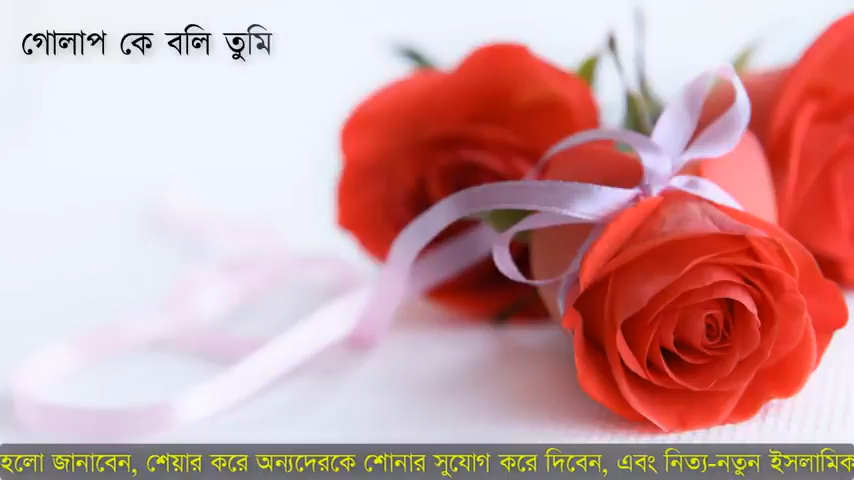 গোলাপ কে বলি তুমি
হলো জানাবেন, শেয়ার করে অন্যদেরকে শোনার সুযোগ করে দিবেন, এবং নিত্য-নতুন ইসলামিক